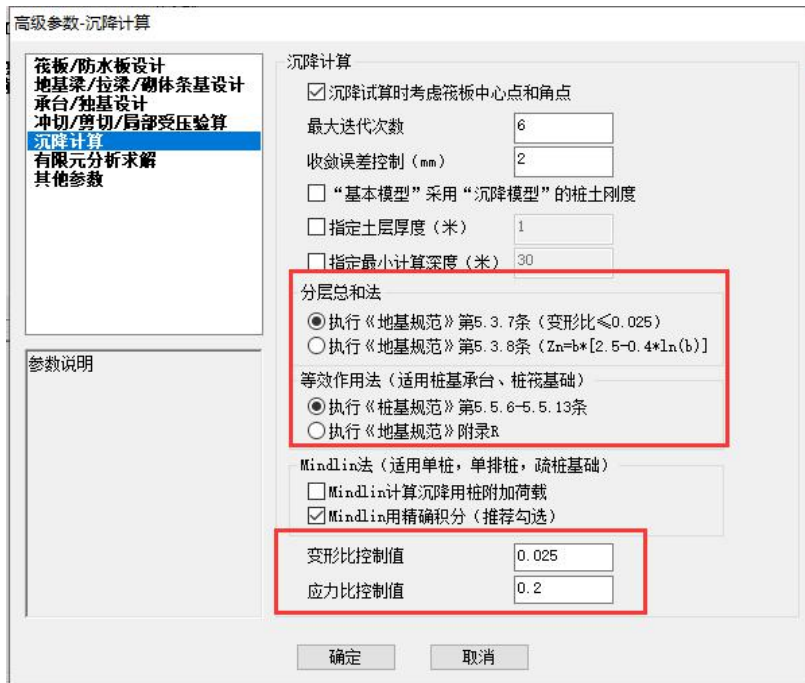 高级参数-沉降计算
筏板/防水板设计
地基梁/拉梁/砌体条基设计
承台/独基设计
冲切/剪切/局部受压验算
沉降计算
有限元分析求解
其他参数
参数说明
沉降计算
沉降试算时考虑筏板中心点和角点
最大迭代次数 6
收敛误差控制(mm) 2
“基本模型”采用“沉降模型”的桩土刚度
指定土层厚度(米) 1
指定最小计算深度(米) 30
分层总和法
执行《地基规范》第5.3.7条(变形比≤0.025)
执行《地基规范》第5.3.8条(Zn=b*[2.5-0.4*ln(b)]
等效作用法(适用桩基承台、桩筏基础)
执行《桩基规范》第5.5.6-5.5.13条
执行《地基规范》附录R
Mindlin法(适用单桩,单排桩,疏桩基础)
Mindlin计算沉降用桩附加荷载
Mindlin用精确积分(推荐勾选)
变形比控制值 0.025
应力比控制值 0.2
确定 取消